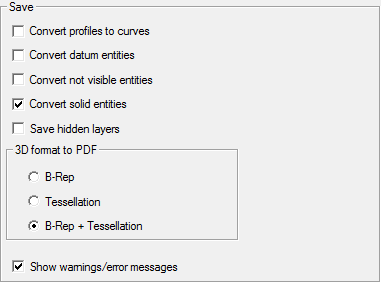 Save
Convert profiles to curves
Convert datum entities
Convert not visible entities
Convert solid entities
Save hidden layers
3D format to PDF
B-Rep
Tessellation
B-Rep + Tessellation
Show warnings/error messages